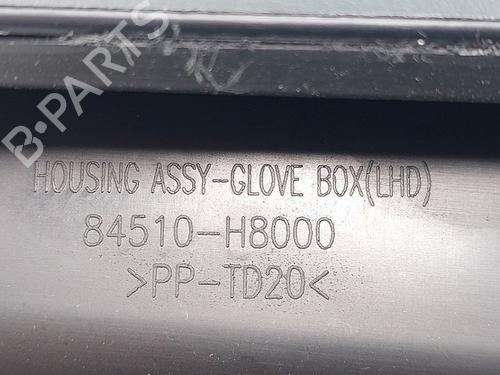 B-PARTS
HOUSING ASSY-GLOVE BOX(LHD)
84510-H8000
>PP-TD20<